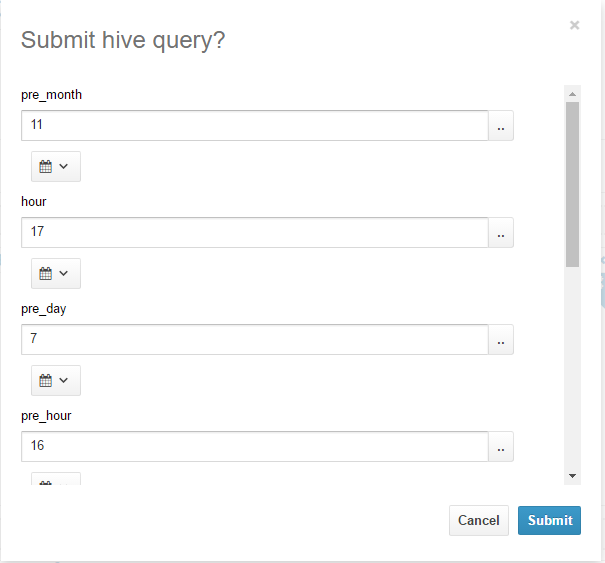 Submit hive query?
×
pre_month
11
..
hour
17
..
pre_day
7
..
pre_hour
16
..
Cancel
Submit